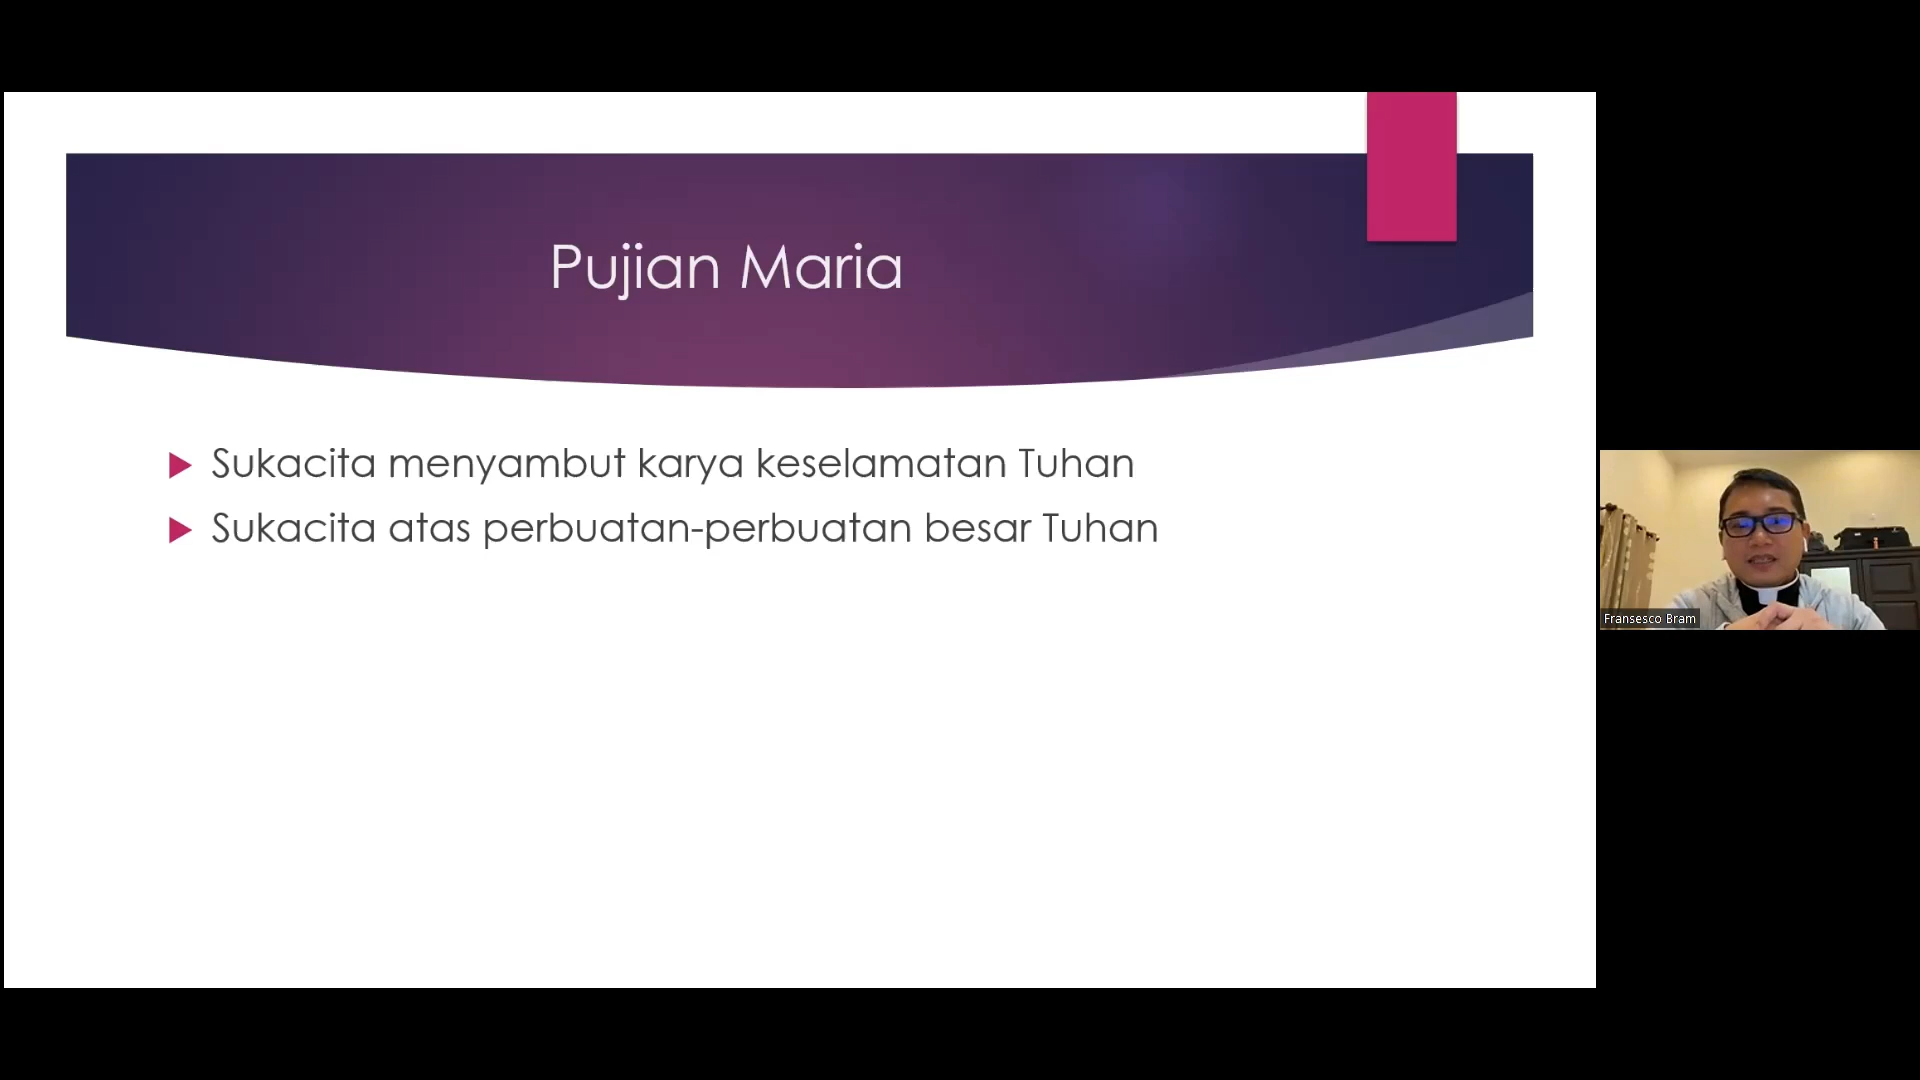 Pujian Maria
Sukacita menyambut karya keselamatan Tuhan
Sukacita atas perbuatan-perbuatan besar Tuhan
Fransesco Bram